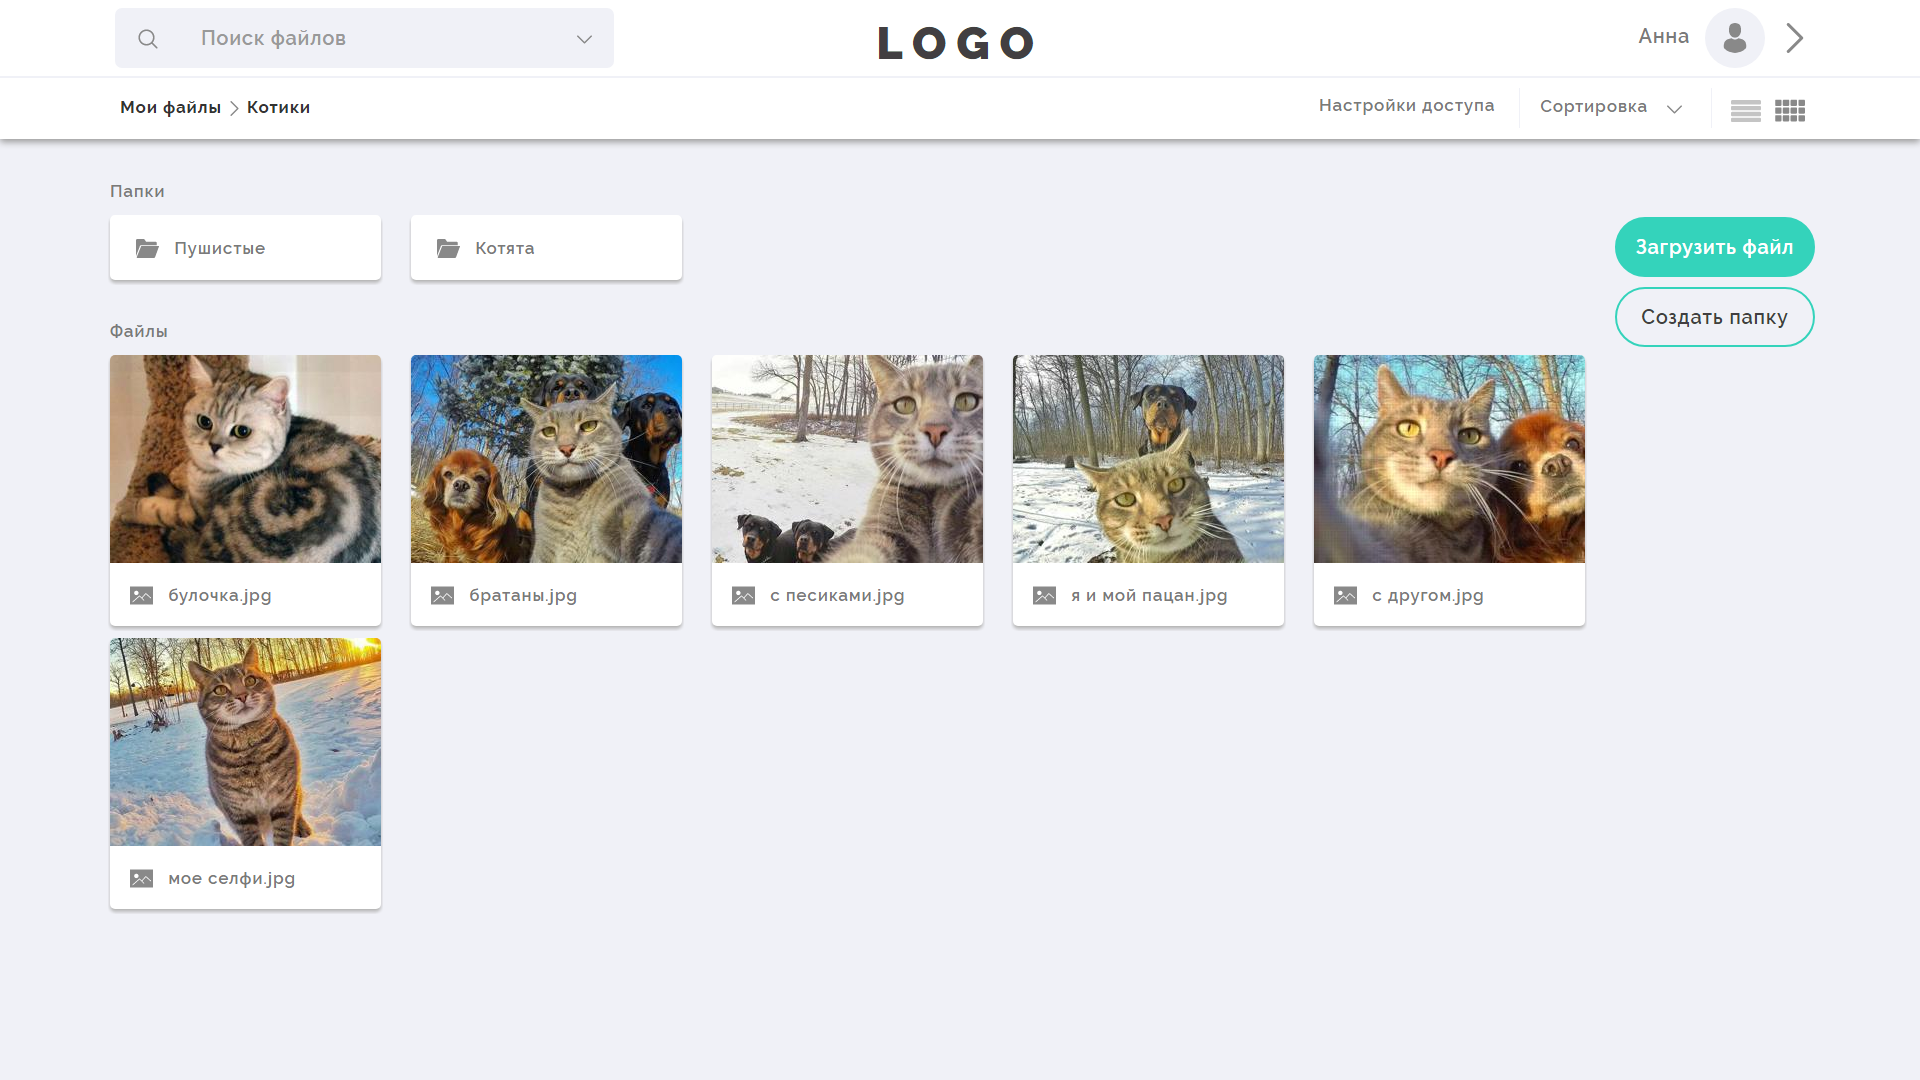 Поиск файлов
LOGO
Анна
Мои файлы
Котики
Настройки доступа
Сортировка
Папки
Пушистые
Котята
Загрузить файл
Создать папку
Файлы
булочка.jpg
братаны.jpg
с песиками.jpg
я и мой пацан.jpg
с другом.jpg
мое селфи.jpg